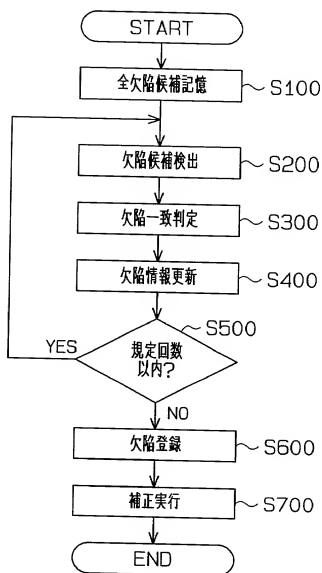 START
全欠陥候補記憶 S100
欠陥候補検出 S200
欠陥一致判定 S300
欠陥情報更新 S400
S500
YES
規定回数
以内?
NO
欠陥登録 S600
補正実行 S700
END